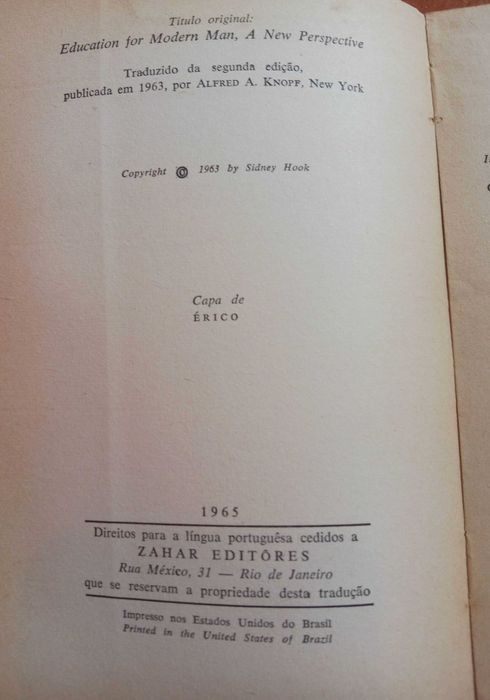 Título original:
Education for Modern Man, A New Perspective
Traduzido da segunda edição,
publicada em 1963, por ALFRED A. KNOPF, New York
Copyright © 1963 by Sidney Hook
Capa de
ÉRICO
1965
Direitos para a língua portuguêsa cedidos a
ZAHAR EDITÔRES
Rua México, 31 — Rio de Janeiro
que se reservam a propriedade desta tradução
Impresso nos Estados Unidos do Brasil
Printed in the United States of Brazil